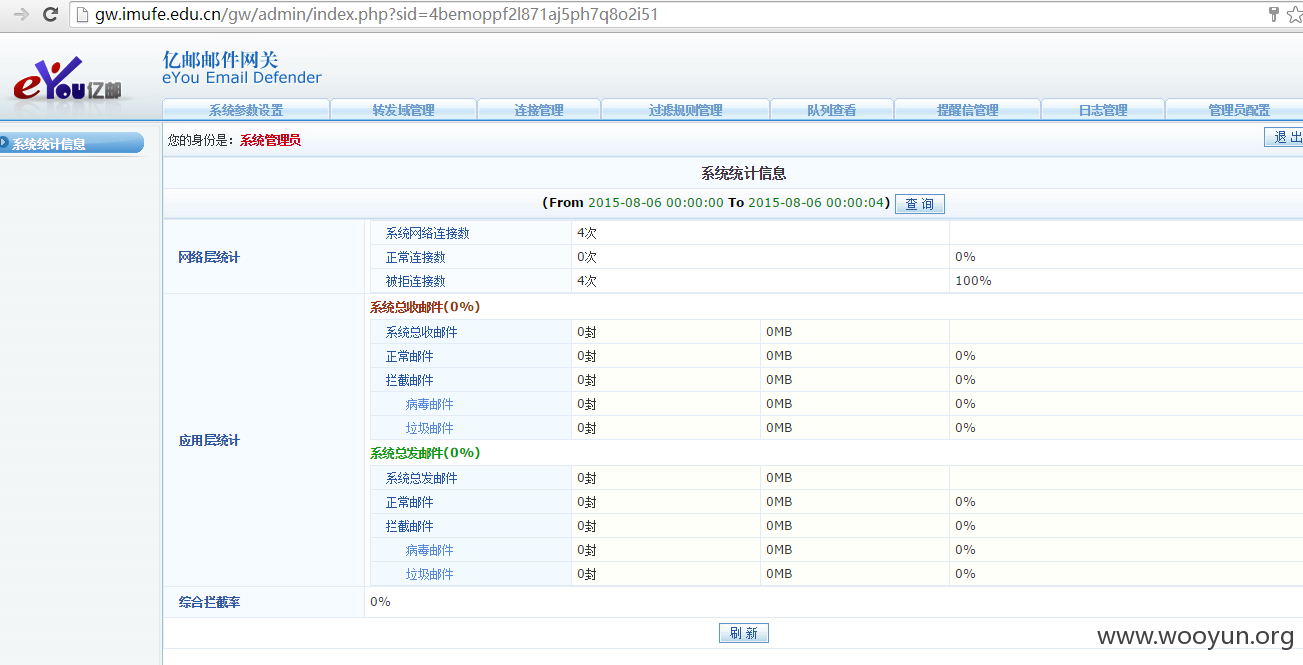 gw.imufe.edu.cn/gw/admin/index.php?sid=4bemoppf2l871aj5ph7q8o2i51
eYou亿邮
亿邮邮件网关
eYou Email Defender
系统参数设置 转发域管理 连接管理 过滤规则管理 队列查看 提醒信管理 日志管理 管理员配置
系统统计信息
您的身份是：系统管理员 退 出
系统统计信息
(From 2015-08-06 00:00:00 To 2015-08-06 00:00:04) 查 询
网络层统计
系统网络连接数 4次
正常连接数 0次 0%
被拒连接数 4次 100%
应用层统计
系统总收邮件(0%)
系统总收邮件 0封 0MB
正常邮件 0封 0MB 0%
拦截邮件 0封 0MB 0%
病毒邮件 0封 0MB 0%
垃圾邮件 0封 0MB 0%
系统总发邮件(0%)
系统总发邮件 0封 0MB
正常邮件 0封 0MB 0%
拦截邮件 0封 0MB 0%
病毒邮件 0封 0MB 0%
垃圾邮件 0封 0MB 0%
综合拦截率 0%
刷 新
www.wooyun.org